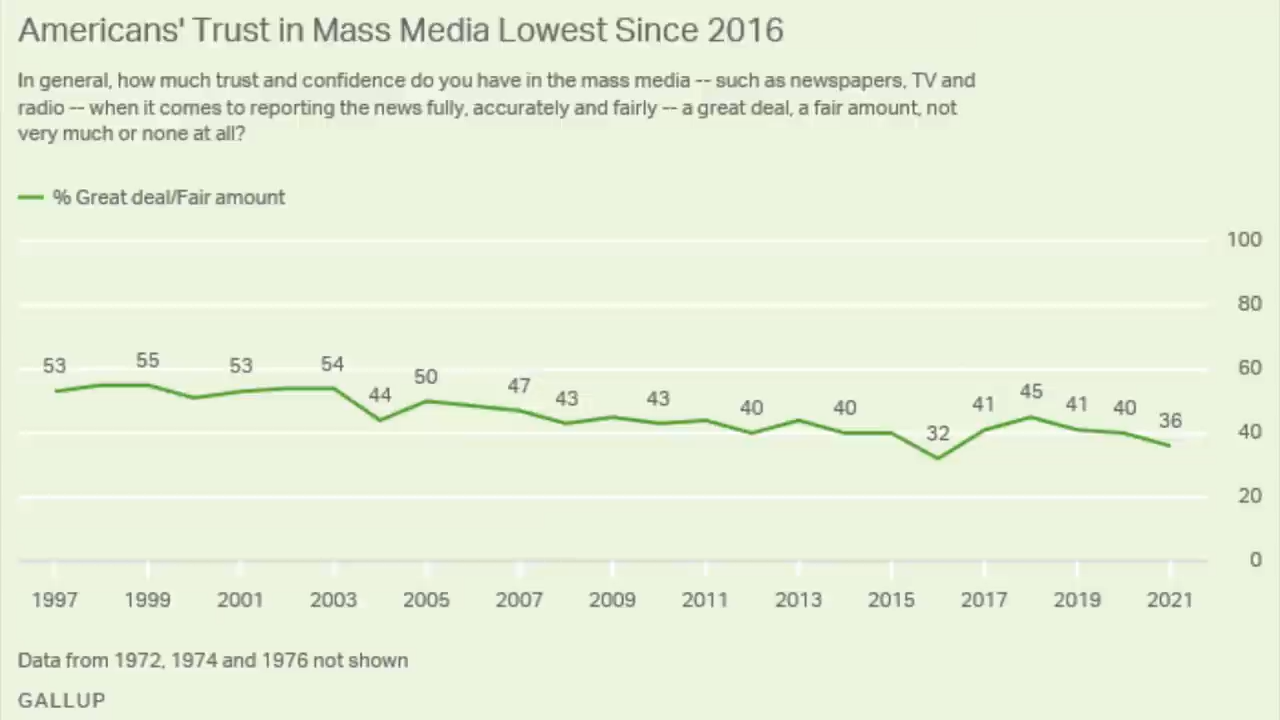 Americans' Trust in Mass Media Lowest Since 2016
In general, how much trust and confidence do you have in the mass media -- such as newspapers, TV and
radio -- when it comes to reporting the news fully, accurately and fairly -- a great deal, a fair amount, not
very much or none at all?
% Great deal/Fair amount
100
80
60
40
20
0
53 55 53 54 44 50 47 43 43 40 40 32 41 45 41 40 36
1997 1999 2001 2003 2005 2007 2009 2011 2013 2015 2017 2019 2021
Data from 1972, 1974 and 1976 not shown
GALLUP